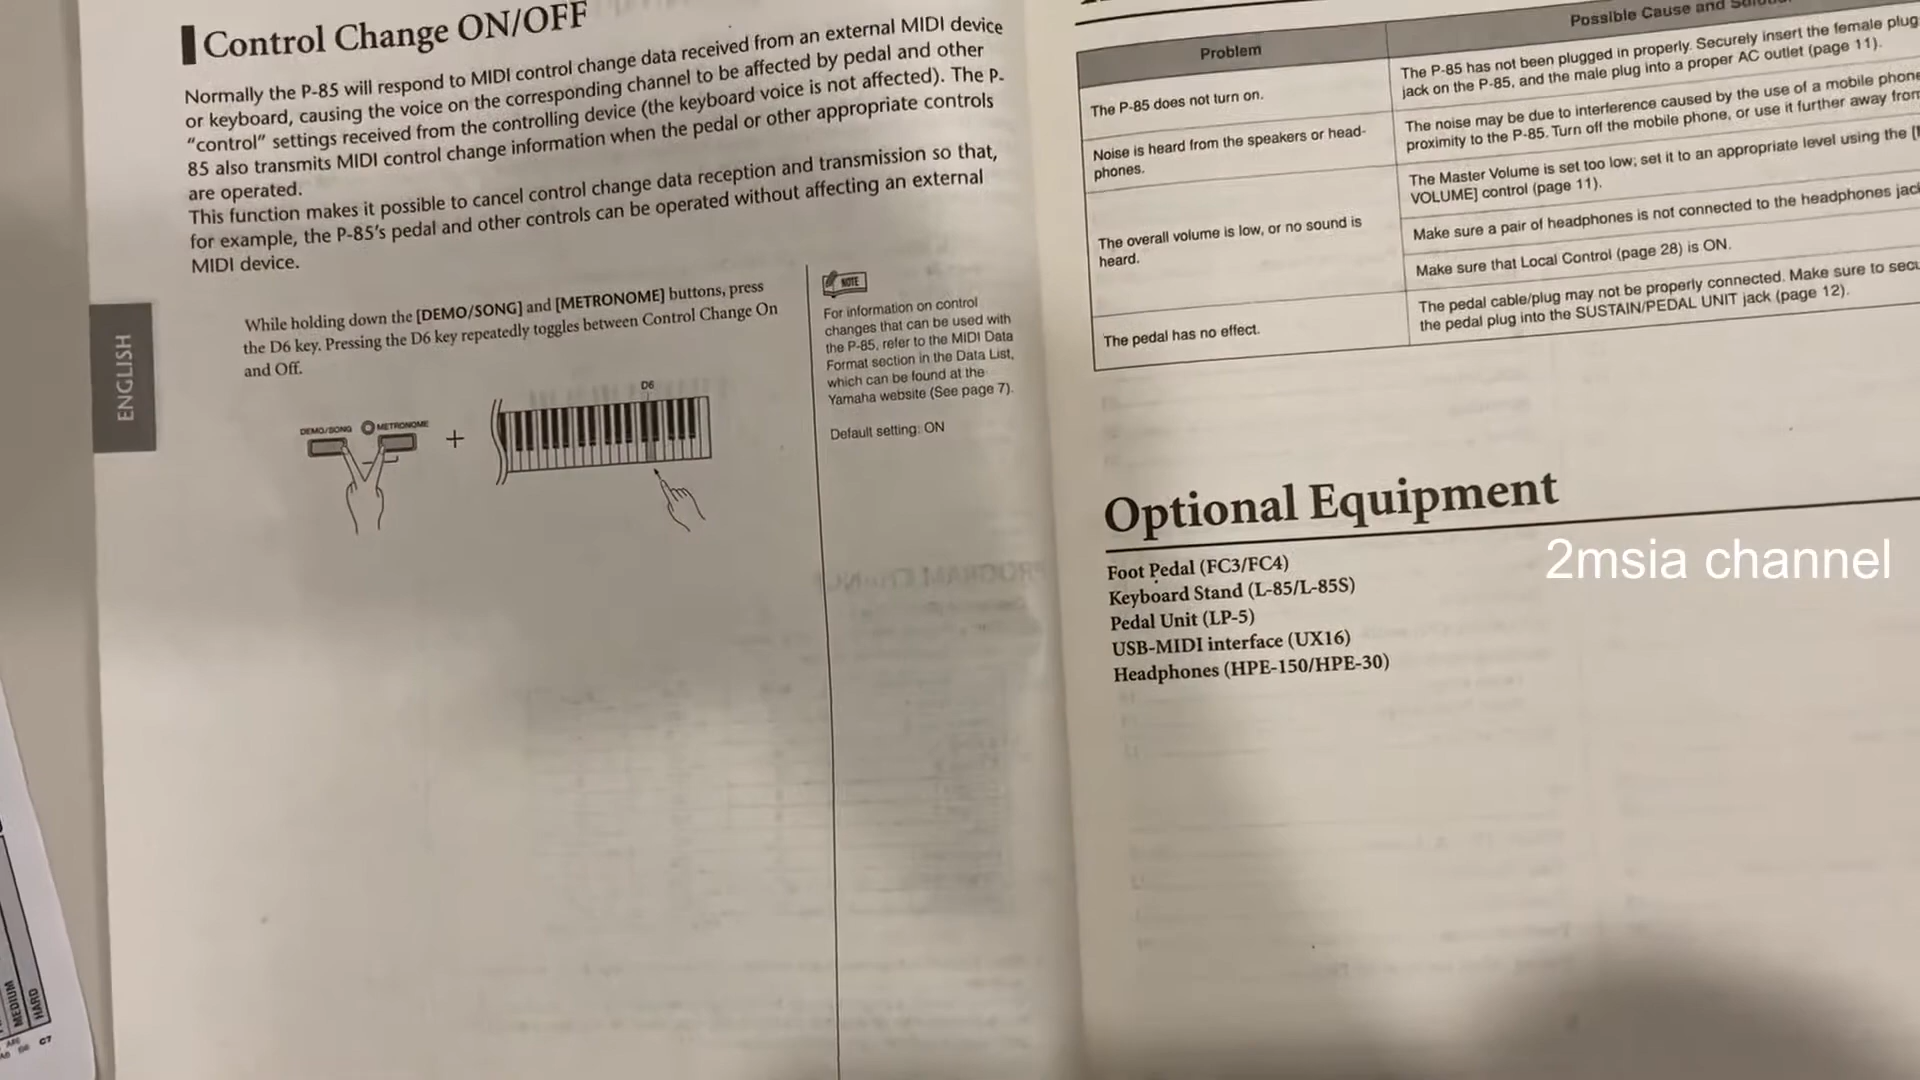 Control Change ON/OFF
Normally the P-85 will respond to MIDI control change data received from an external MIDI device
or keyboard, causing the voice on the corresponding channel to be affected by pedal and other
“control” settings received from the controlling device (the keyboard voice is not affected). The P-
85 also transmits MIDI control change information when the pedal or other appropriate controls
are operated.
This function makes it possible to cancel control change data reception and transmission so that,
for example, the P-85’s pedal and other controls can be operated without affecting an external
MIDI device.
ENGLISH
While holding down the [DEMO/SONG] and [METRONOME] buttons, press
the D6 key. Pressing the D6 key repeatedly toggles between Control Change On
and Off.
DEMO/SONG METRONOME
+
D6
NOTE
For information on control
changes that can be used with
the P-85, refer to the MIDI Data
Format section in the Data List,
which can be found at the
Yamaha website (See page 7).
Default setting: ON
MEDIUM
HARD
C7
Problem
Possible Cause and
The P-85 does not turn on.
The P-85 has not been plugged in properly. Securely insert the female plug
jack on the P-85, and the male plug into a proper AC outlet (page 11).
Noise is heard from the speakers or head-
phones.
The noise may be due to interference caused by the use of a mobile phone
proximity to the P-85. Turn off the mobile phone, or use it further away from
The overall volume is low, or no sound is
heard.
The Master Volume is set too low; set it to an appropriate level using the
VOLUME] control (page 11).
Make sure a pair of headphones is not connected to the headphones
Make sure that Local Control (page 28) is ON.
The pedal has no effect.
The pedal cable/plug may not be properly connected. Make sure to
the pedal plug into the SUSTAIN/PEDAL UNIT jack (page 12).
Optional Equipment
2msia channel
Foot Pedal (FC3/FC4)
Keyboard Stand (L-85/L-85S)
Pedal Unit (LP-5)
USB-MIDI interface (UX16)
Headphones (HPE-150/HPE-30)